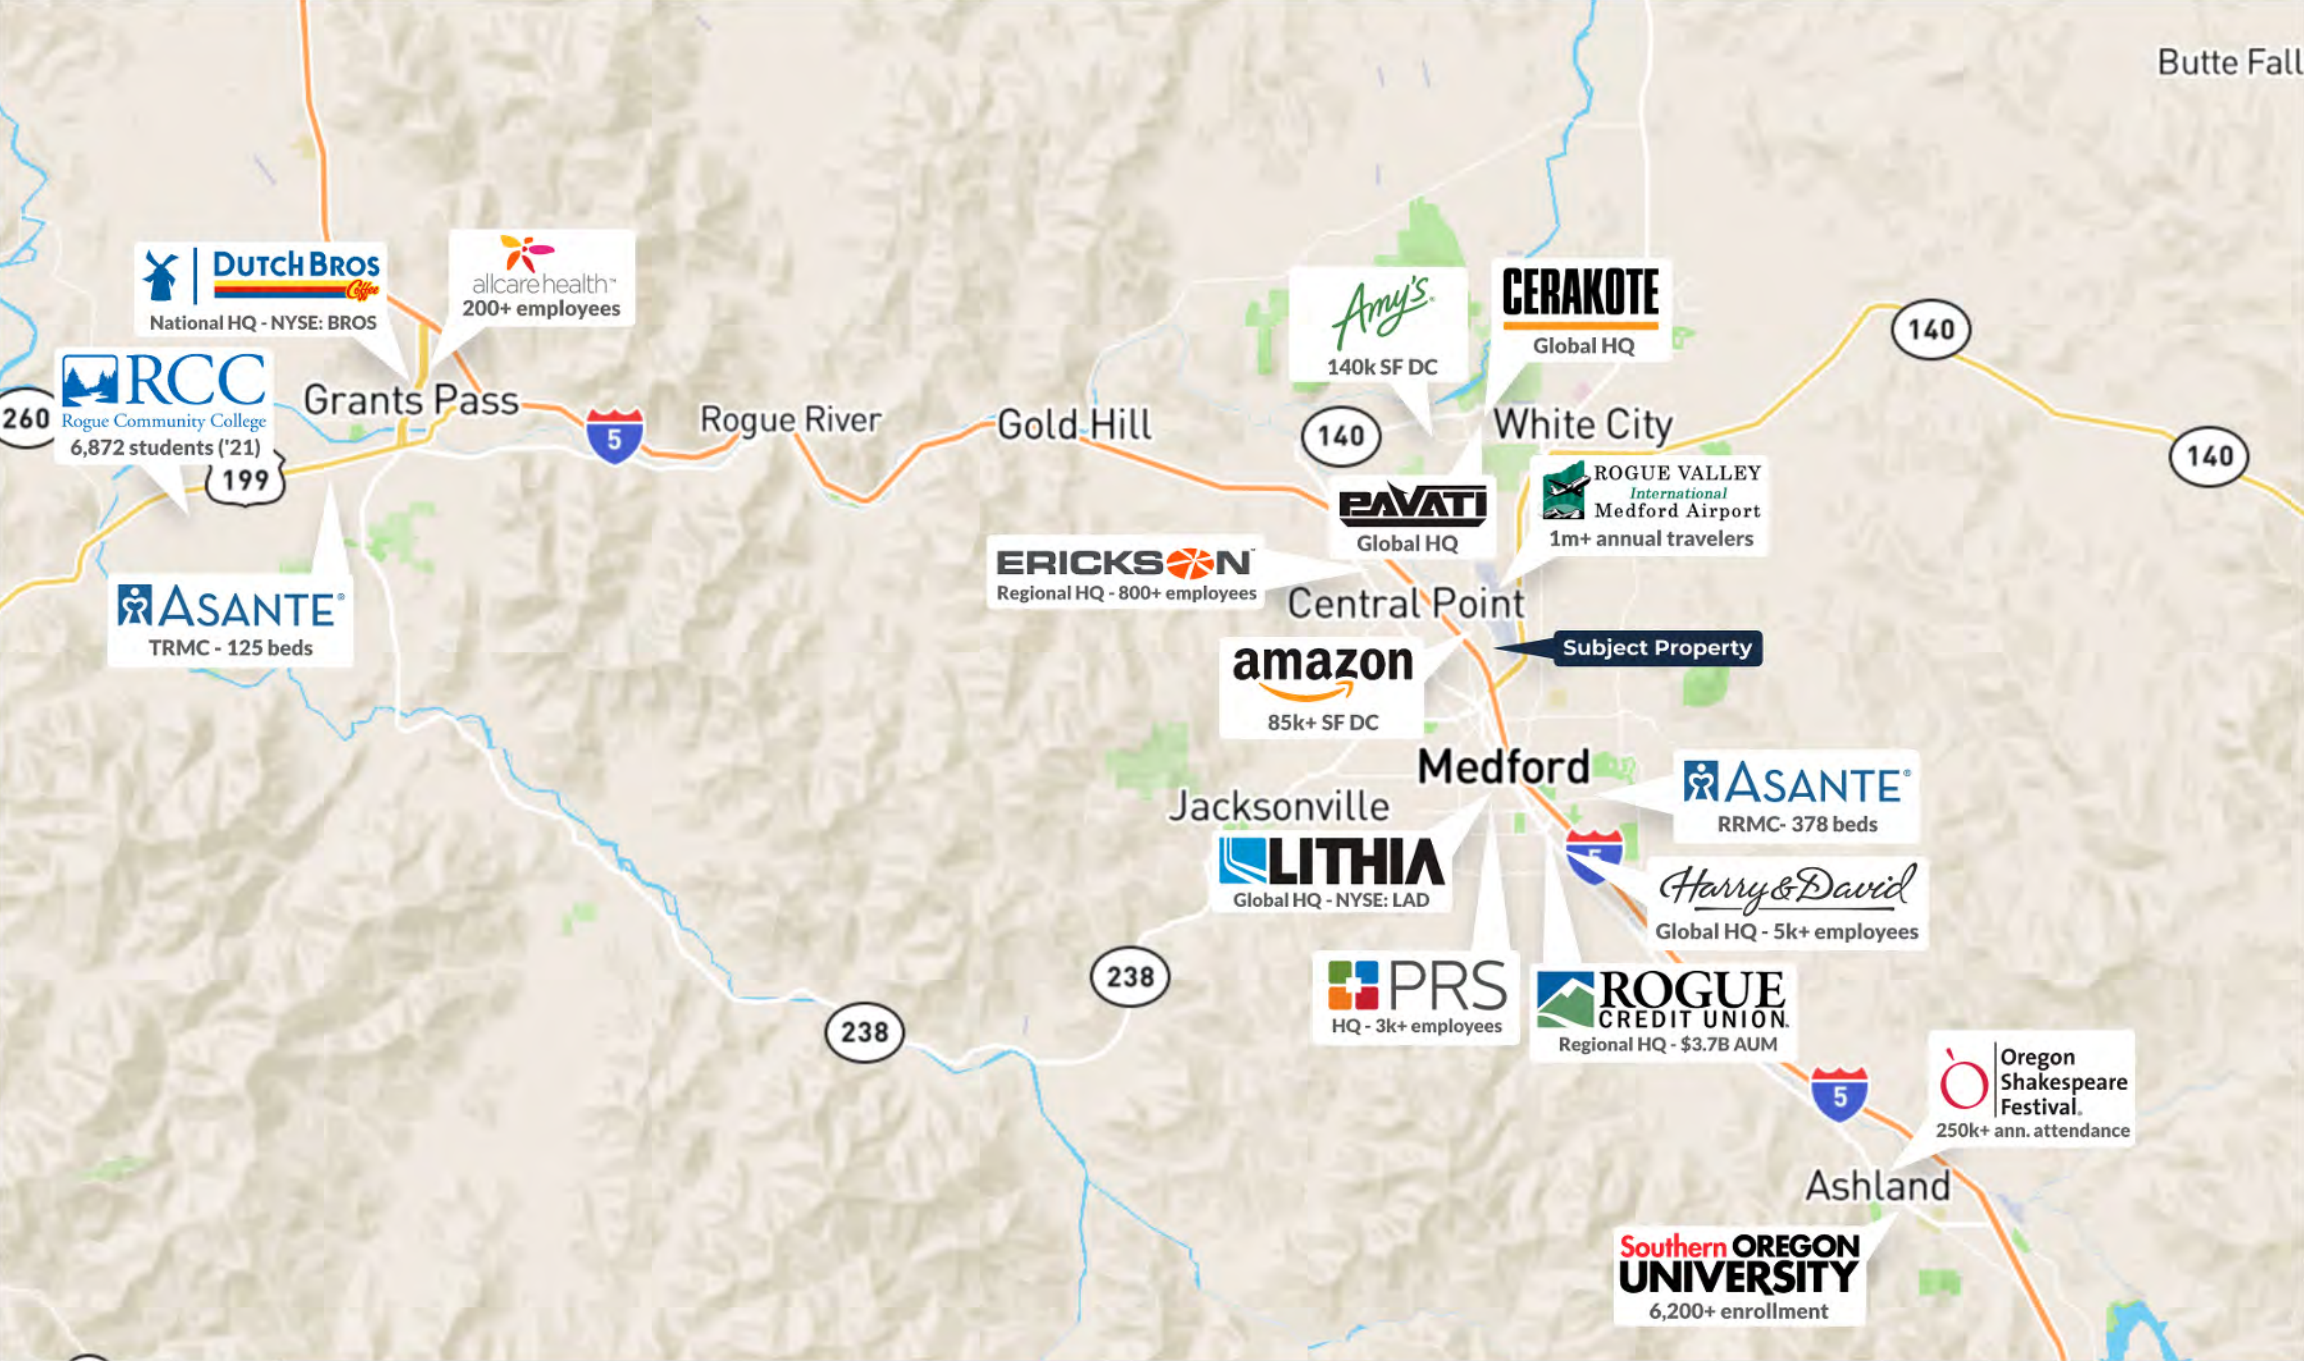 Butte Fall
DUTCH BROS
Coffee
National HQ - NYSE: BROS
allcarehealth™
200+ employees
RCC
Rogue Community College
6,872 students ('21)
260
199
Grants Pass
5
Rogue River
Gold Hill
ASANTE®
TRMC - 125 beds
Amy's®
140k SF DC
CERAKOTE
Global HQ
140
140
140
White City
PAVATI
Global HQ
ROGUE VALLEY
International
Medford Airport
1m+ annual travelers
ERICKSON™
Regional HQ - 800+ employees
Central Point
Subject Property
amazon
85k+ SF DC
Medford
Jacksonville
ASANTE®
RRMC- 378 beds
LITHIA
Global HQ - NYSE: LAD
5
Harry & David
Global HQ - 5k+ employees
238
238
PRS
HQ - 3k+ employees
ROGUE
CREDIT UNION.
Regional HQ - $3.7B AUM
5
Oregon
Shakespeare
Festival.
250k+ ann. attendance
Ashland
Southern OREGON
UNIVERSITY
6,200+ enrollment